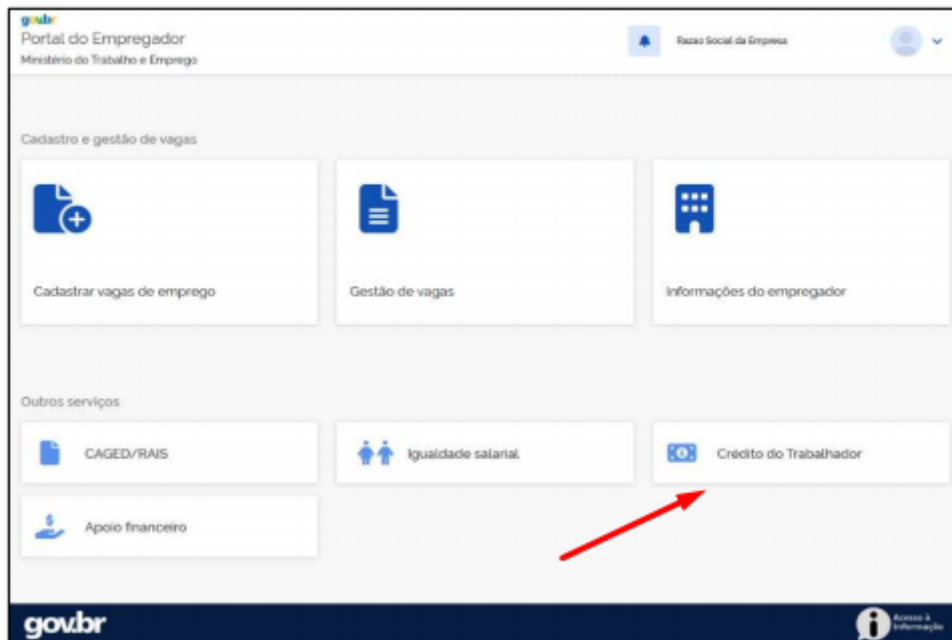 gov.br
Portal do Empregador
Ministério do Trabalho e Emprego
Razao Social da Empresa
Cadastro e gestão de vagas
Cadastrar vagas de emprego
Gestão de vagas
Informações do empregador
Outros serviços
CAGED/RAIS
Igualdade salarial
Crédito do Trabalhador
Apoio financeiro
gov.br
Acesso à
Informação